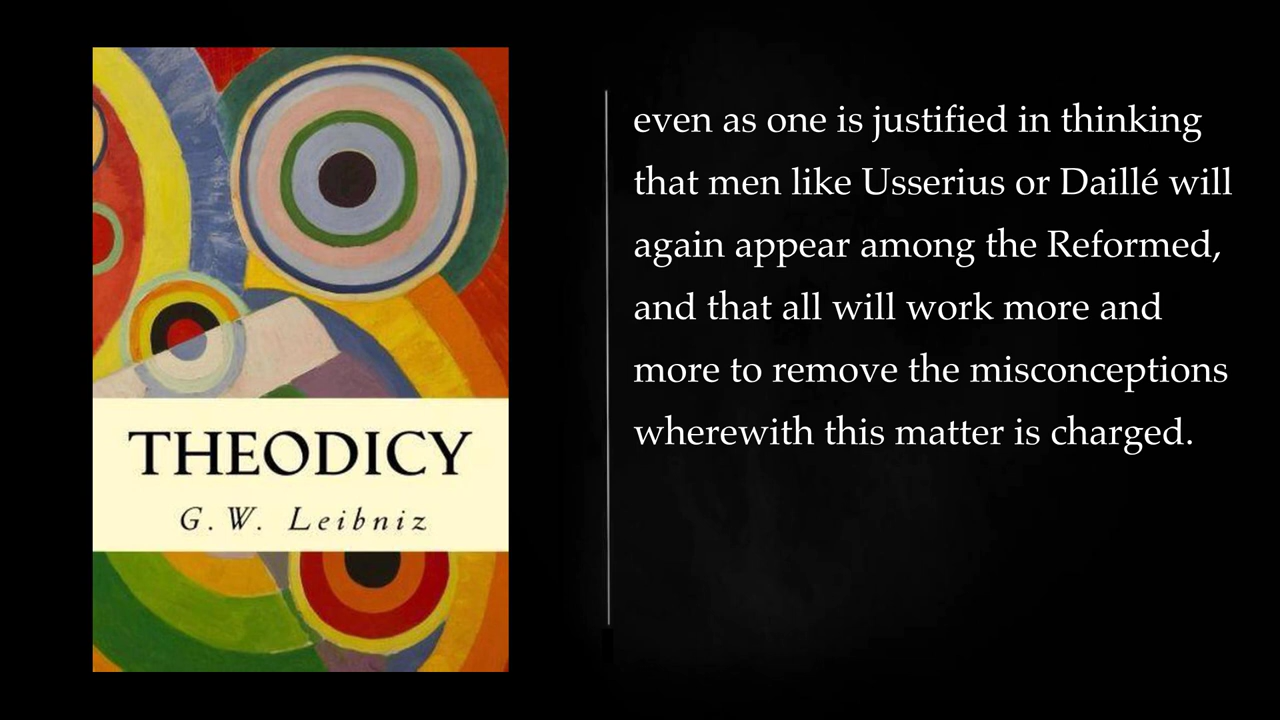 THEODICY
G. W. Leibniz
even as one is justified in thinking
that men like Usserius or Daillé will
again appear among the Reformed,
and that all will work more and
more to remove the misconceptions
wherewith this matter is charged.